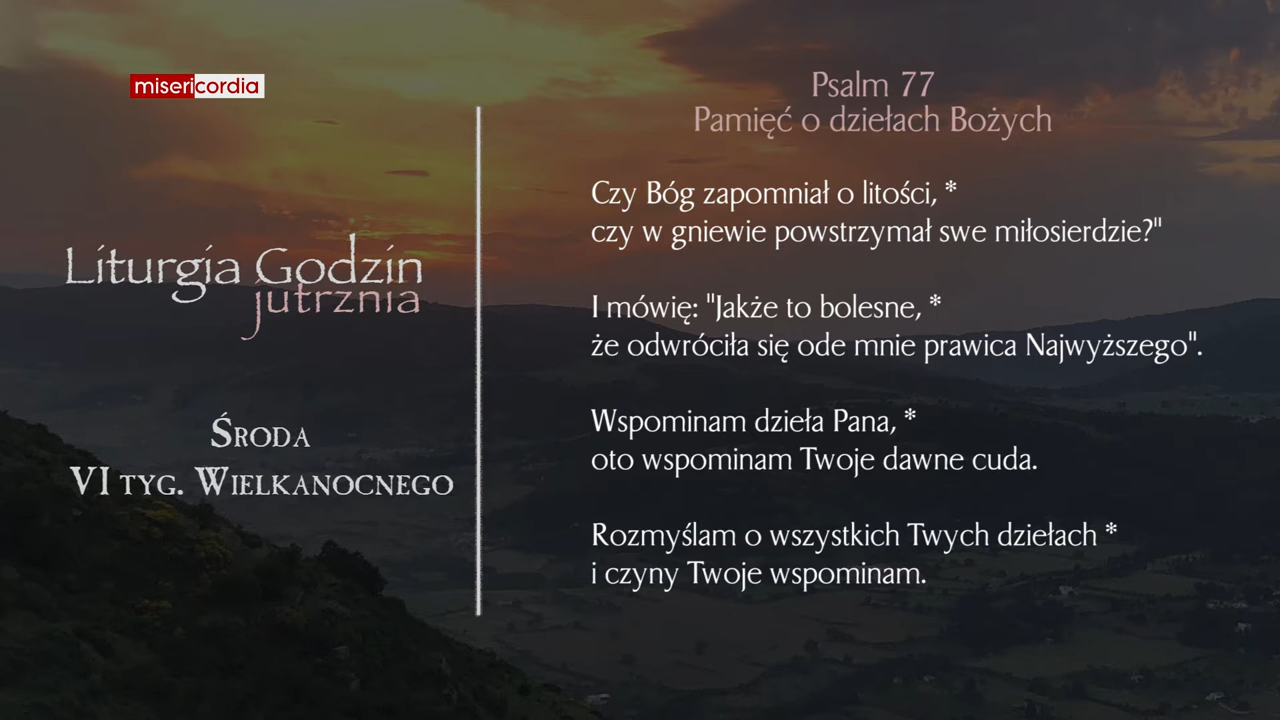 misericordia
Liturgia Godzin
jutrznia
Środa
VI tyg. Wielkanocnego
Psalm 77
Pamięć o dziełach Bożych
Czy Bóg zapomniał o litości, *
czy w gniewie powstrzymał swe miłosierdzie?"
I mówię: "Jakże to bolesne, *
że odwróciła się ode mnie prawica Najwyższego".
Wspominam dzieła Pana, *
oto wspominam Twoje dawne cuda.
Rozmyślam o wszystkich Twych dziełach *
i czyny Twoje wspominam.